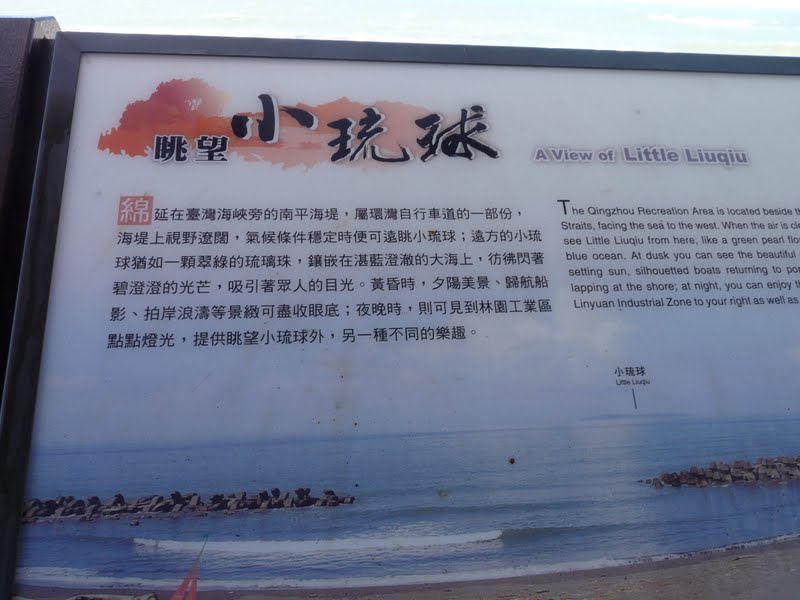 眺望 小琉球
A View of Little Liuqiu
綿延在臺灣海峽旁的南平海堤，屬環灣自行車道的一部份，
海堤上視野遼闊，氣候條件穩定時便可遠眺小琉球；遠方的小琉
球猶如一顆翠綠的琉璃珠，鑲嵌在湛藍澄澈的大海上，彷彿閃著
碧澄澄的光芒，吸引著眾人的目光。黃昏時，夕陽美景、歸航船
影、拍岸浪濤等景緻可盡收眼底；夜晚時，則可見到林園工業區
點點燈光，提供眺望小琉球外，另一種不同的樂趣。
The Qingzhou Recreation Area is located beside
Straits, facing the sea to the west. When the air is
see Little Liuqiu from here, like a green pearl
blue ocean. At dusk you can see the beautiful
setting sun, silhouetted boats returning to
lapping at the shore; at night, you can enjoy
Linyuan Industrial Zone to your right as well as
小琉球
Little Liuqiu